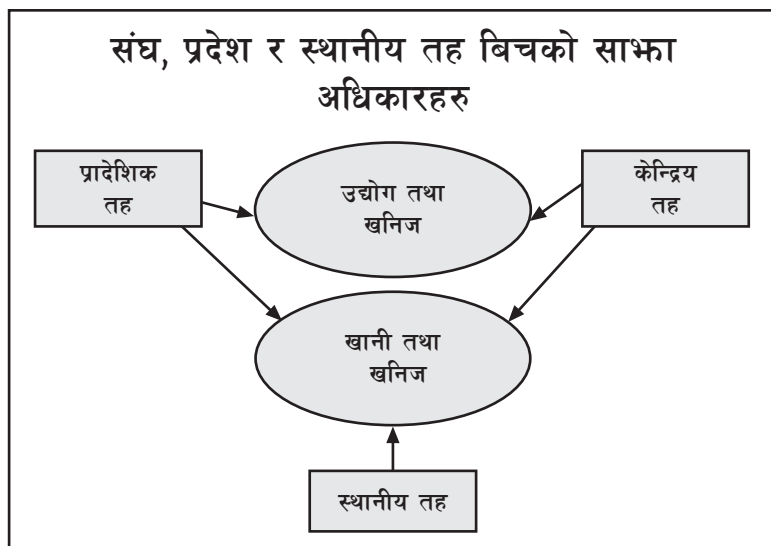 संघ, प्रदेश र स्थानीय तह बिचको साझा
अधिकारहरु
प्रादेशिक
तह
उद्योग तथा
खनिज
केन्द्रिय
तह
खानी तथा
खनिज
स्थानीय तह